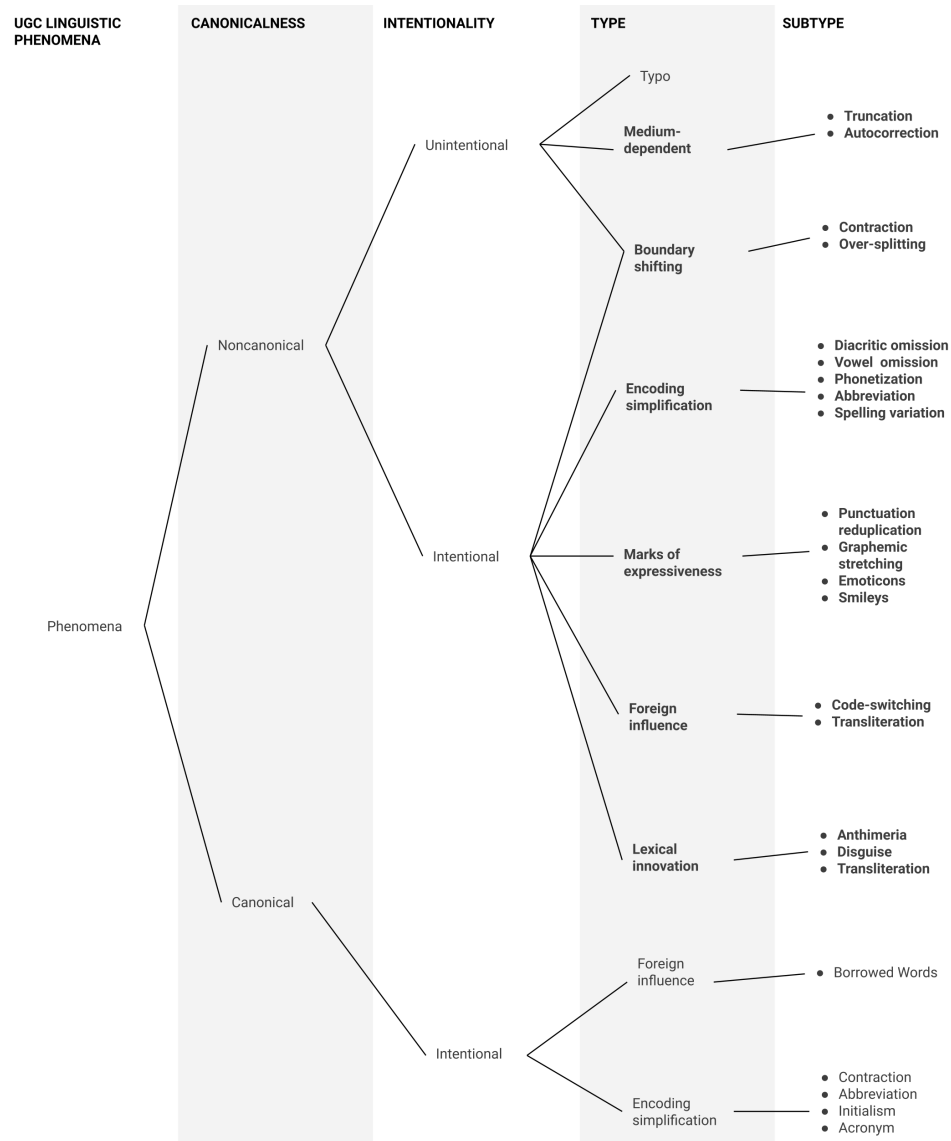 UGC LINGUISTIC
PHENOMENA
CANONICALNESS
INTENTIONALITY
TYPE
SUBTYPE
Typo
Unintentional
Medium-
dependent
● Truncation
● Autocorrection
Boundary
shifting
● Contraction
● Over-splitting
Noncanonical
Encoding
simplification
● Diacritic omission
● Vowel omission
● Phonetization
● Abbreviation
● Spelling variation
Intentional
Marks of
expressiveness
● Punctuation
reduplication
● Graphemic
stretching
● Emoticons
● Smileys
Phenomena
Foreign
influence
● Code-switching
● Transliteration
Lexical
innovation
● Anthimeria
● Disguise
● Transliteration
Canonical
Foreign
influence
● Borrowed Words
Intentional
Encoding
simplification
● Contraction
● Abbreviation
● Initialism
● Acronym